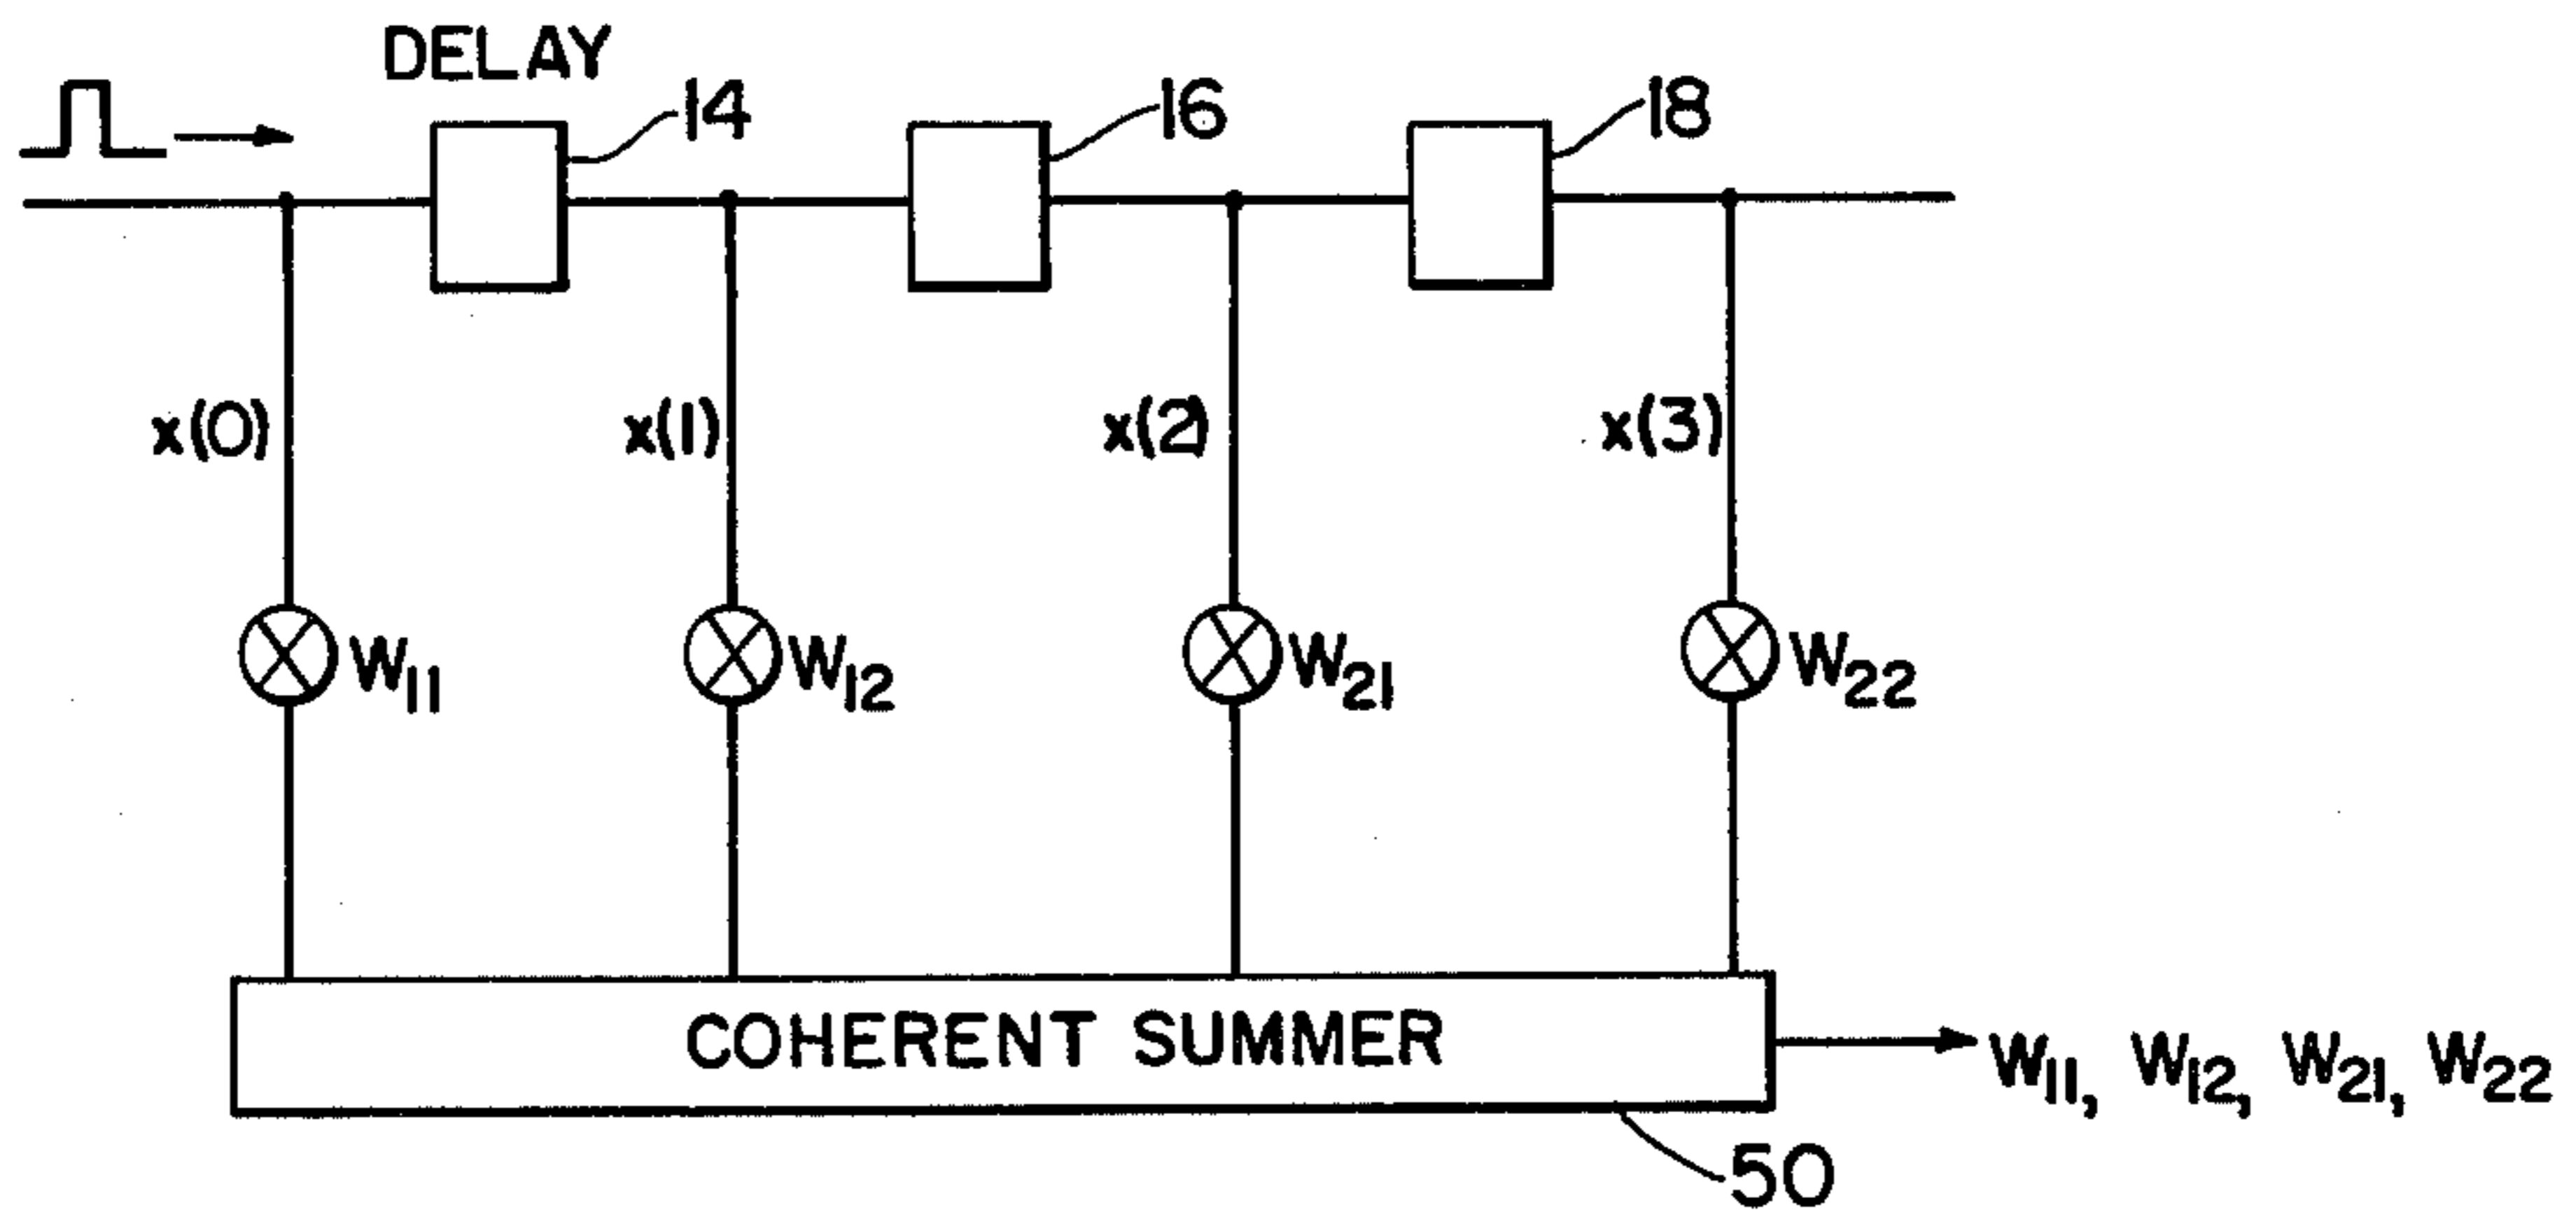 DELAY
14
16
18
x(0)
x(1)
x(2)
x(3)
W11
W12
W21
W22
COHERENT SUMMER
W11, W12, W21, W22
50